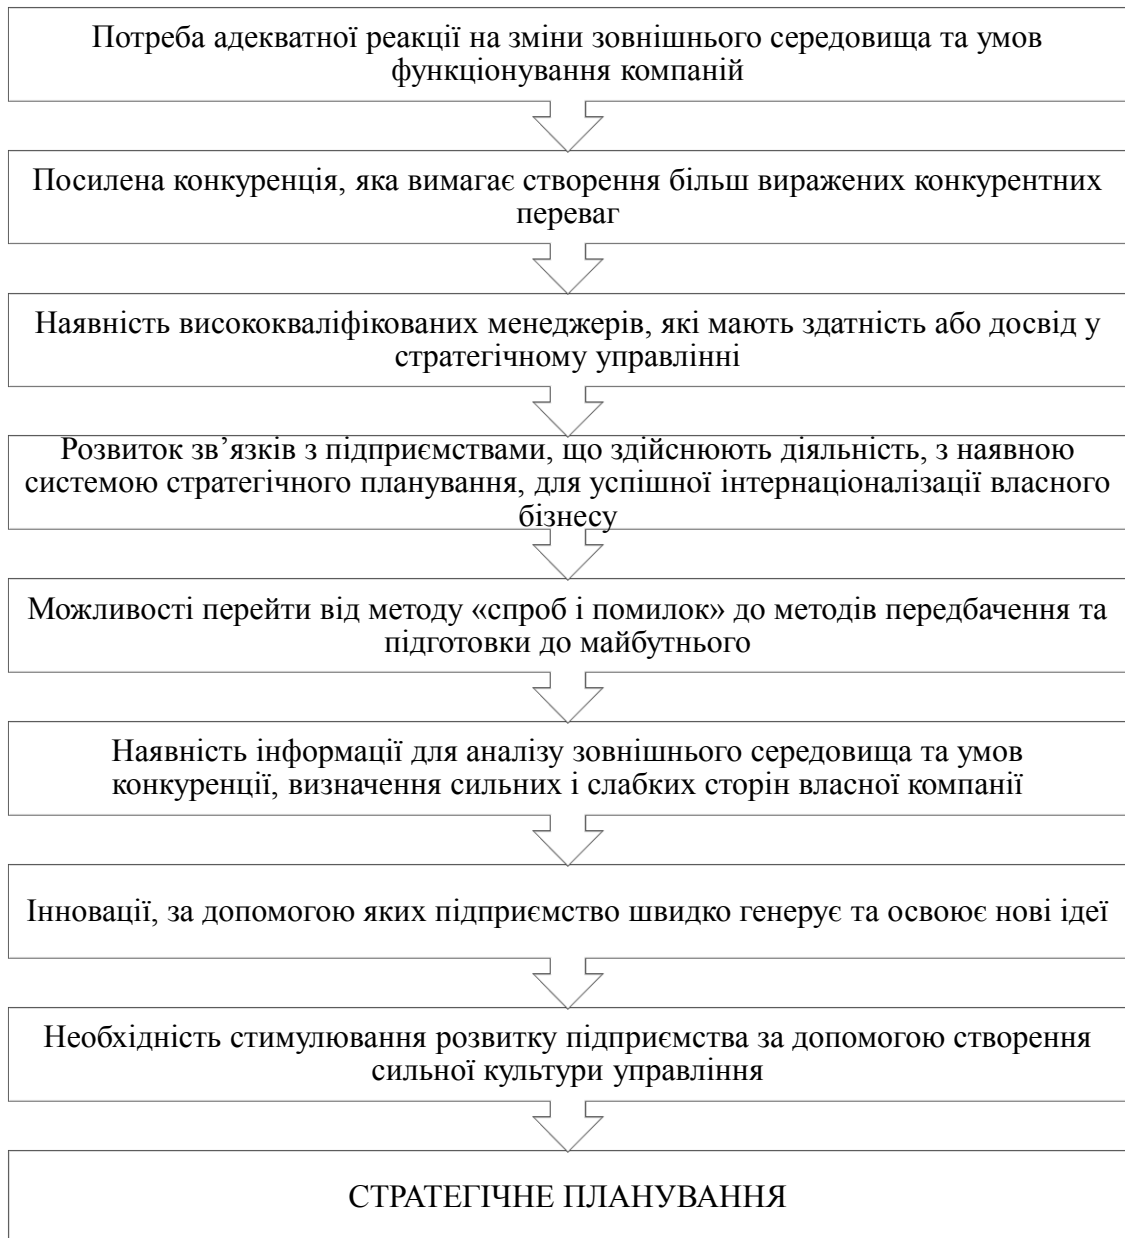 Потреба адекватної реакції на зміни зовнішнього середовища та умов
функціонування компаній
Посилена конкуренція, яка вимагає створення більш виражених конкурентних
переваг
Наявність висококваліфікованих менеджерів, які мають здатність або досвід у
стратегічному управлінні
Розвиток зв’язків з підприємствами, що здійснюють діяльність, з наявною
системою стратегічного планування, для успішної інтернаціоналізації власного
бізнесу
Можливості перейти від методу «спроб і помилок» до методів передбачення та
підготовки до майбутнього
Наявність інформації для аналізу зовнішнього середовища та умов
конкуренції, визначення сильних і слабких сторін власної компанії
Інновації, за допомогою яких підприємство швидко генерує та освоює нові ідеї
Необхідність стимулювання розвитку підприємства за допомогою створення
сильної культури управління
СТРАТЕГІЧНЕ ПЛАНУВАННЯ